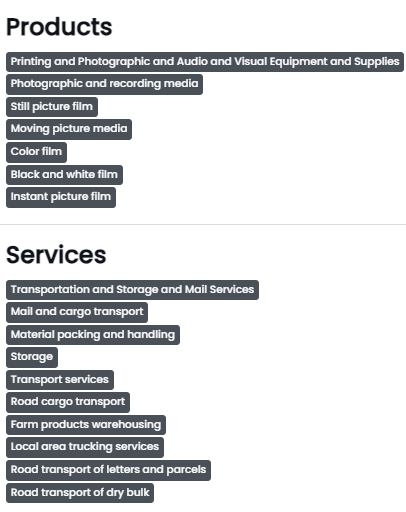 Products
Printing and Photographic and Audio and Visual Equipment and Supplies
Photographic and recording media
Still picture film
Moving picture media
Color film
Black and white film
Instant picture film
Services
Transportation and Storage and Mail Services
Mail and cargo transport
Material packing and handling
Storage
Transport services
Road cargo transport
Farm products warehousing
Local area trucking services
Road transport of letters and parcels
Road transport of dry bulk